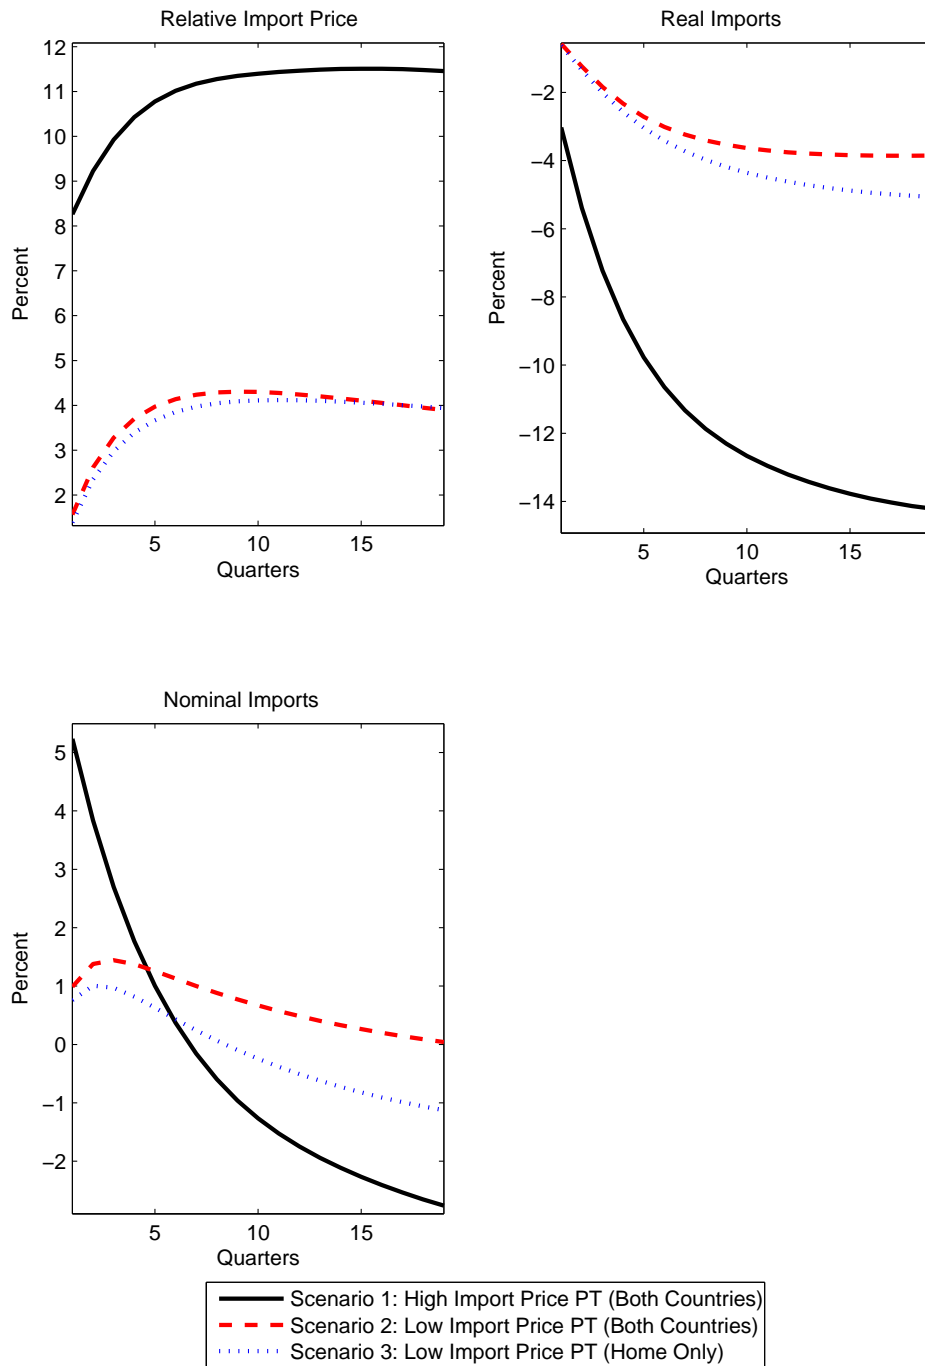 Relative Import Price
12
11
10
9
8
7
6
5
4
3
2
Percent
5 10 15
Quarters
Real Imports
−2
−4
−6
−8
−10
−12
−14
Percent
5 10 15
Quarters
Nominal Imports
5
4
3
2
1
0
−1
−2
Percent
5 10 15
Quarters
Scenario 1: High Import Price PT (Both Countries)
Scenario 2: Low Import Price PT (Both Countries)
Scenario 3: Low Import Price PT (Home Only)